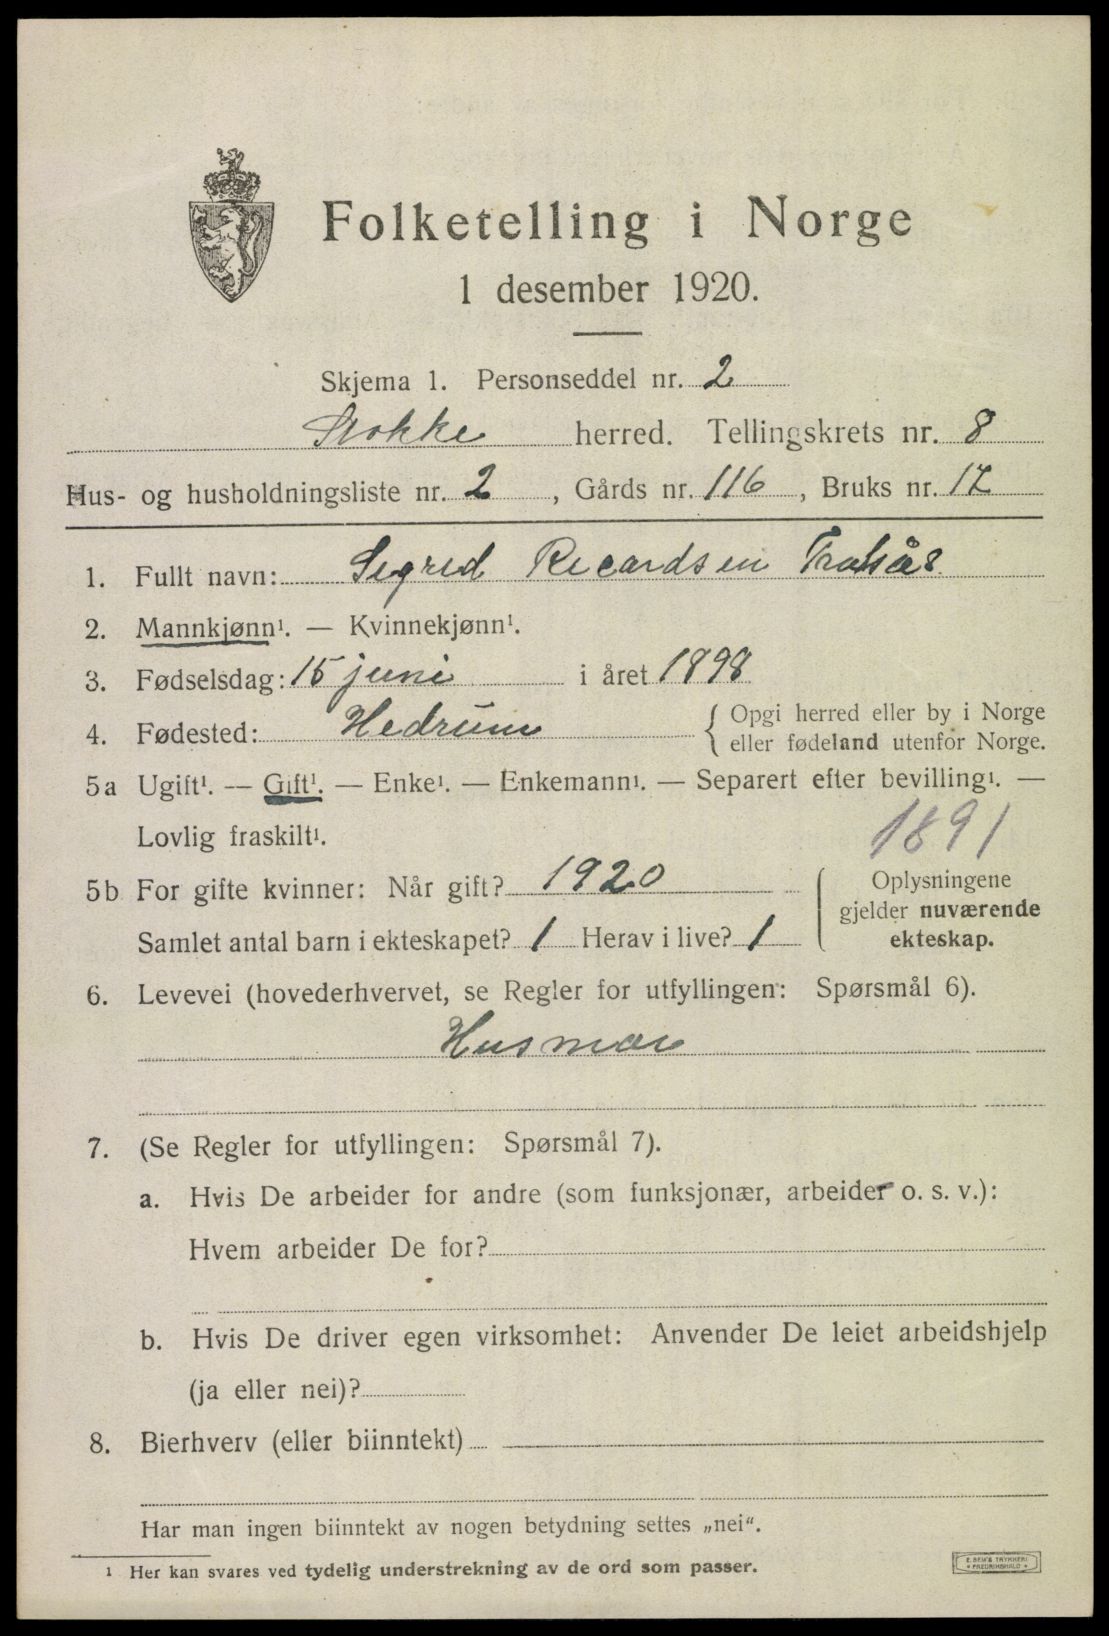 Folketelling i Norge
1 desember 1920.
Skjema 1. Personseddel nr. 2
Stokke herred. Tellingskrets nr. 8
Hus- og husholdningsliste nr. 2, Gårds nr. 116, Bruks nr. 17
1. Fullt navn: Segred Recardsen
2. Mannkjønn¹. — Kvinnekjønn¹.
3. Fødselsdag: 15 juni i året 1898
4. Fødested: Hedrum { Opgi herred eller by i Norge
eller fødeland utenfor Norge.
5a Ugift¹. — Gift¹. — Enke¹. — Enkemann¹. — Separert efter bevilling¹. —
Lovlig fraskilt¹. 1891
5b For gifte kvinner: Når gift? 1920
Samlet antal barn i ekteskapet? 1 Herav i live? 1
{ Oplysningene
gjelder nuværende
ekteskap.
6. Levevei (hovederhvervet, se Regler for utfyllingen: Spørsmål 6).
Husmor
7. (Se Regler for utfyllingen: Spørsmål 7).
a. Hvis De arbeider for andre (som funksjonær, arbeider o. s. v.):
Hvem arbeider De for?
b. Hvis De driver egen virksomhet: Anvender De leiet arbeidshjelp
(ja eller nei)?
8. Bierhverv (eller biinntekt)
Har man ingen biinntekt av nogen betydning settes „nei“.
¹ Her kan svares ved tydelig understrekning av de ord som passer.
E. SEM'S TRYKKERI
• FREDRIKSHALD •